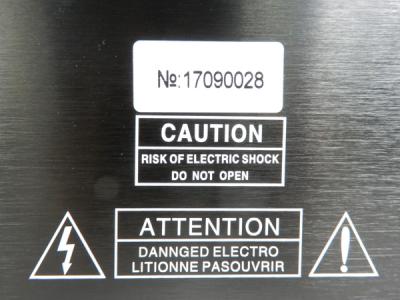 №:17090028
CAUTION
RISK OF ELECTRIC SHOCK
DO NOT OPEN
ATTENTION
DANNGED ELECTRO
LITIONNE PASOUVRIR